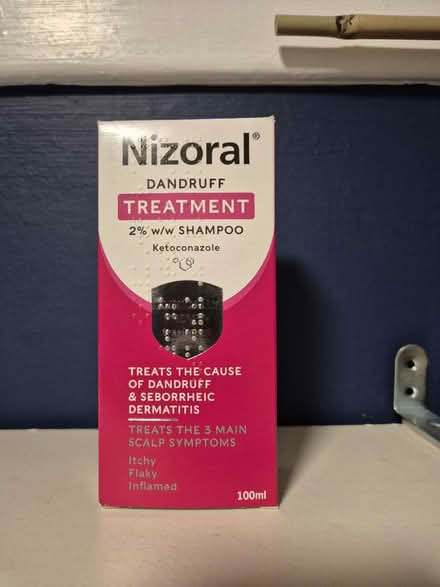 Nizoral®
DANDRUFF
TREATMENT
2% w/w SHAMPOO
Ketoconazole
TREATS THE CAUSE
OF DANDRUFF
& SEBORRHEIC
DERMATITIS
TREATS THE 3 MAIN
SCALP SYMPTOMS
Itchy
Flaky
Inflamed
100ml